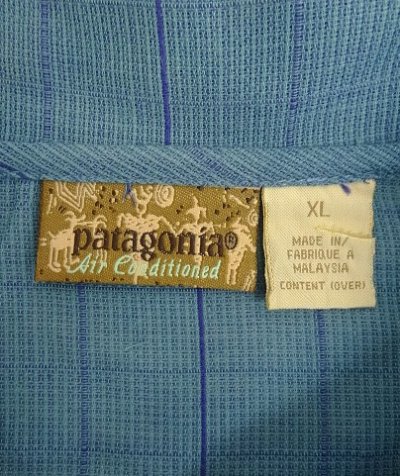 patagonia®
Air Conditioned
XL
MADE IN/
FABRIQUE A
MALAYSIA
CONTENT (OVER)